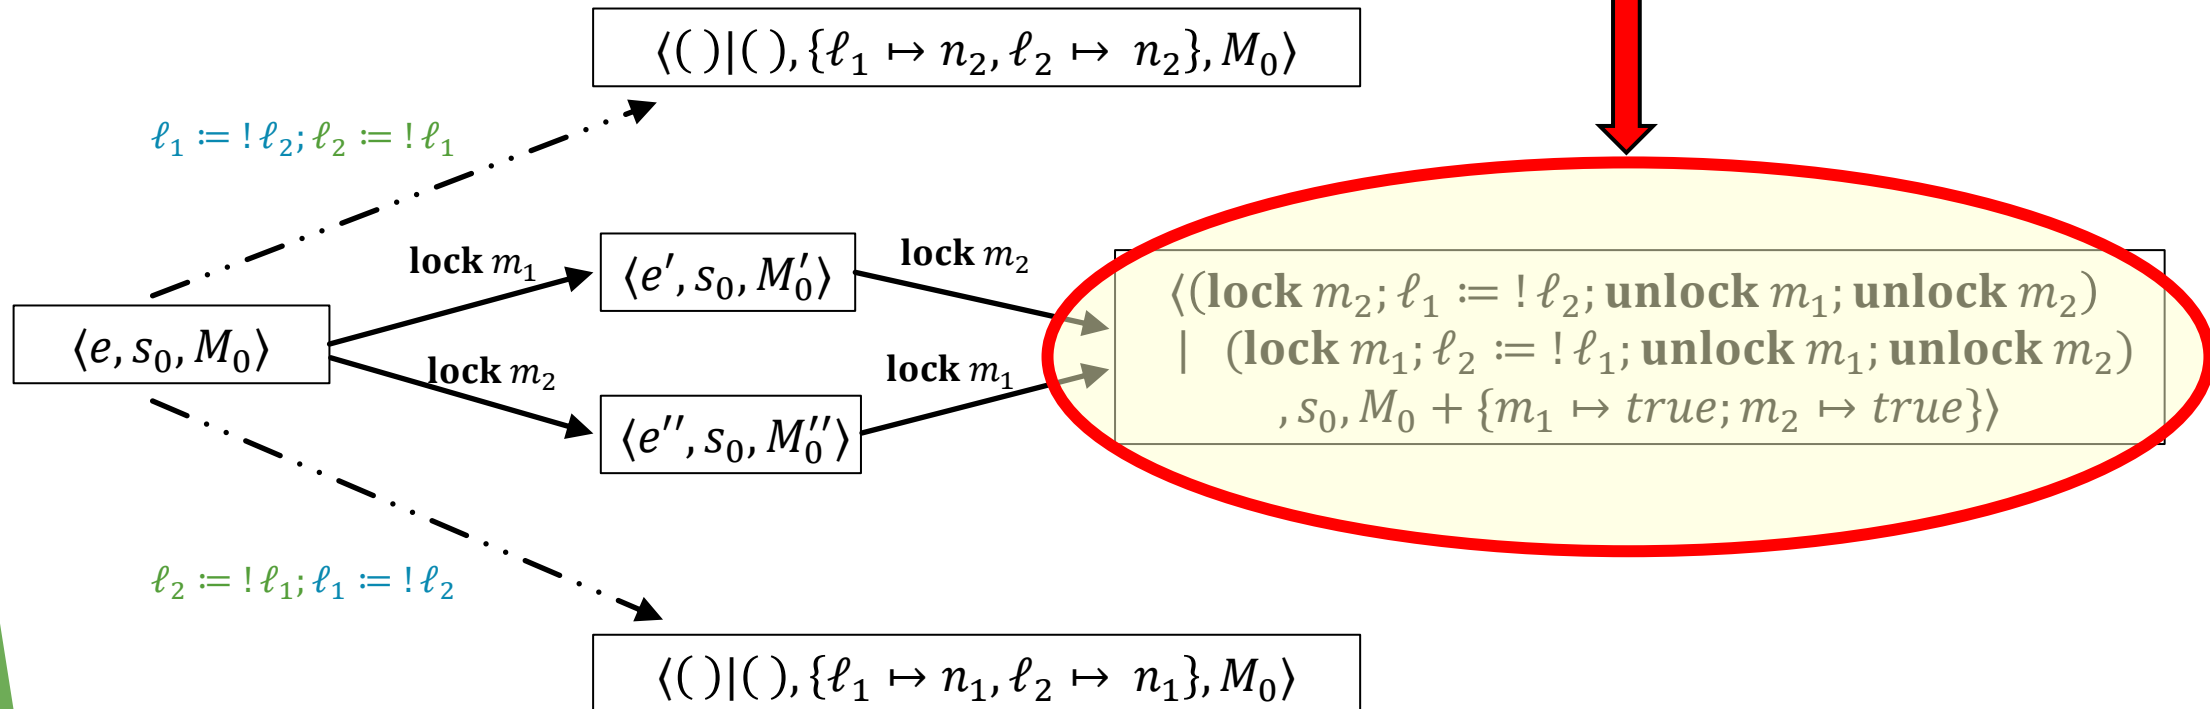 ⟨( )|( ), {ℓ₁ ↦ n₂, ℓ₂ ↦ n₂}, M₀⟩
ℓ₁ ≔ ! ℓ₂; ℓ₂ ≔ ! ℓ₁
lock m₁
⟨e′, s₀, M₀′⟩
lock m₂
⟨e, s₀, M₀⟩
lock m₂
⟨e′′, s₀, M₀′′⟩
lock m₁
⟨(lock m₂; ℓ₁ ≔ ! ℓ₂; unlock m₁; unlock m₂)
| (lock m₁; ℓ₂ ≔ ! ℓ₁; unlock m₁; unlock m₂)
, s₀, M₀ + {m₁ ↦ true; m₂ ↦ true}⟩
ℓ₂ ≔ ! ℓ₁; ℓ₁ ≔ ! ℓ₂
⟨( )|( ), {ℓ₁ ↦ n₁, ℓ₂ ↦ n₁}, M₀⟩